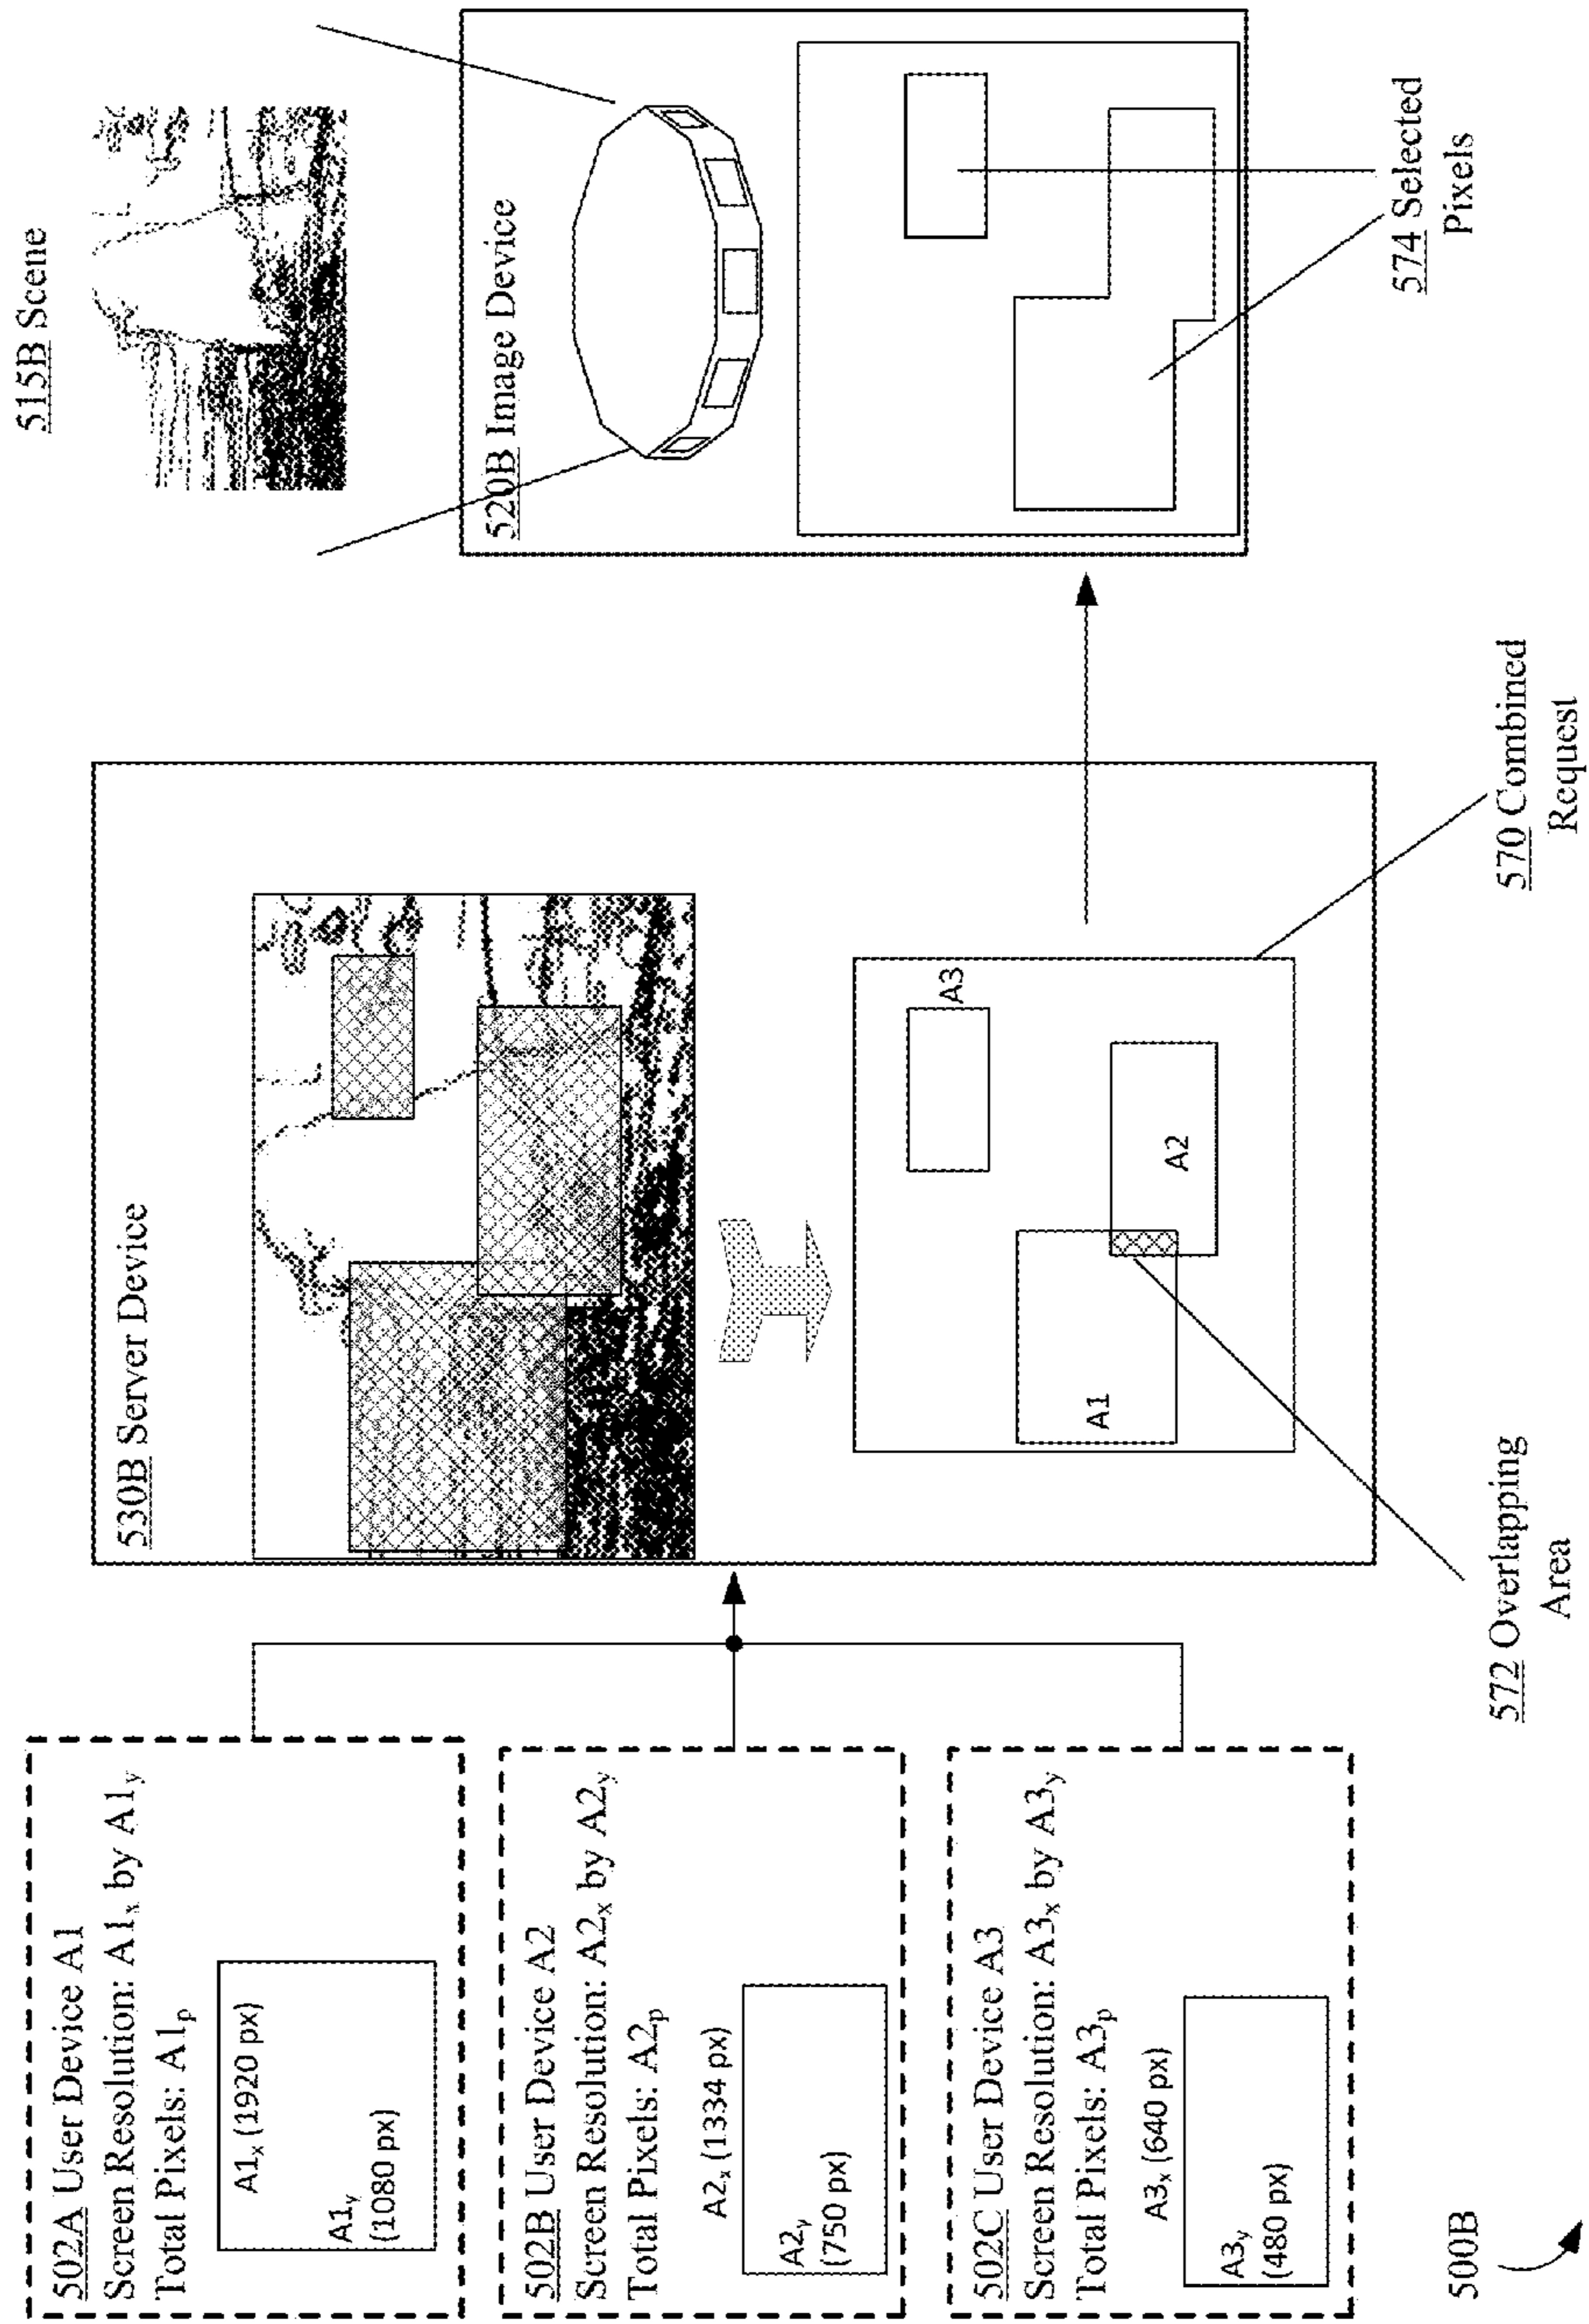 502A User Device A1
Screen Resolution: A1x by A1y
Total Pixels: A1p
A1x (1920 px)
A1y
(1080 px)
502B User Device A2
Screen Resolution: A2x by A2y
Total Pixels: A2p
A2x (1334 px)
A2y
(750 px)
502C User Device A3
Screen Resolution: A3x by A3y
Total Pixels: A3p
A3x (640 px)
A3y
(480 px)
500B
530B Server Device
A1
A2
A3
572 Overlapping
Area
570 Combined
Request
515B Scene
520B Image Device
574 Selected
Pixels